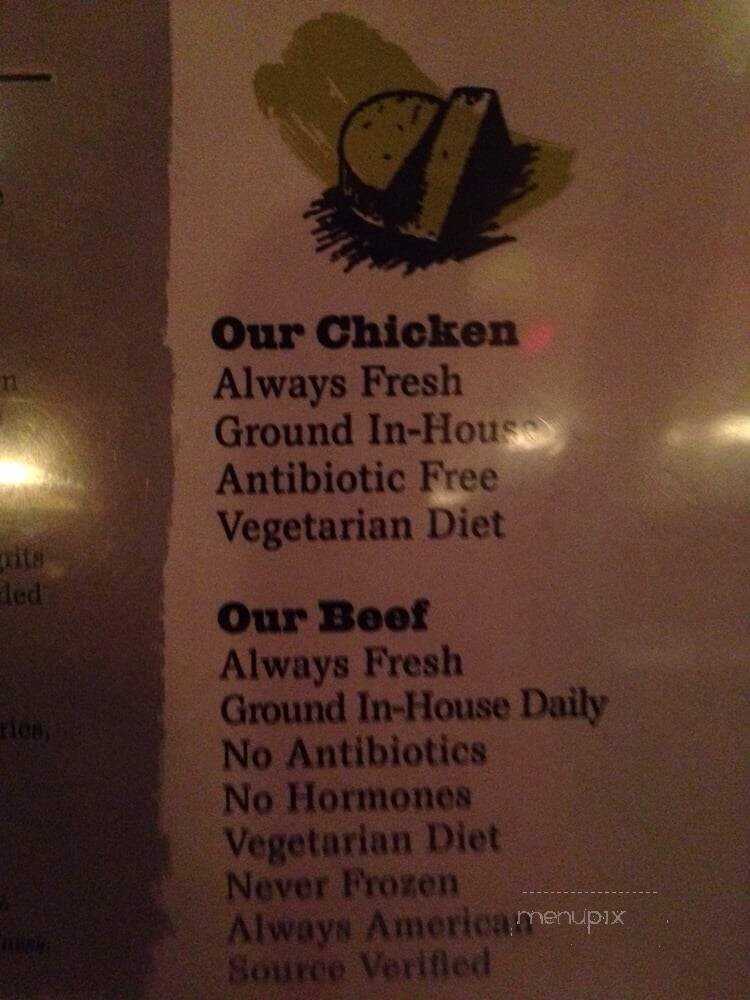 Our Chicken
Always Fresh
Ground In-House
Antibiotic Free
Vegetarian Diet
Our Beef
Always Fresh
Ground In-House Daily
No Antibiotics
No Hormones
Vegetarian Diet
Never Frozen
Always American
Source Verified
menupix
grits